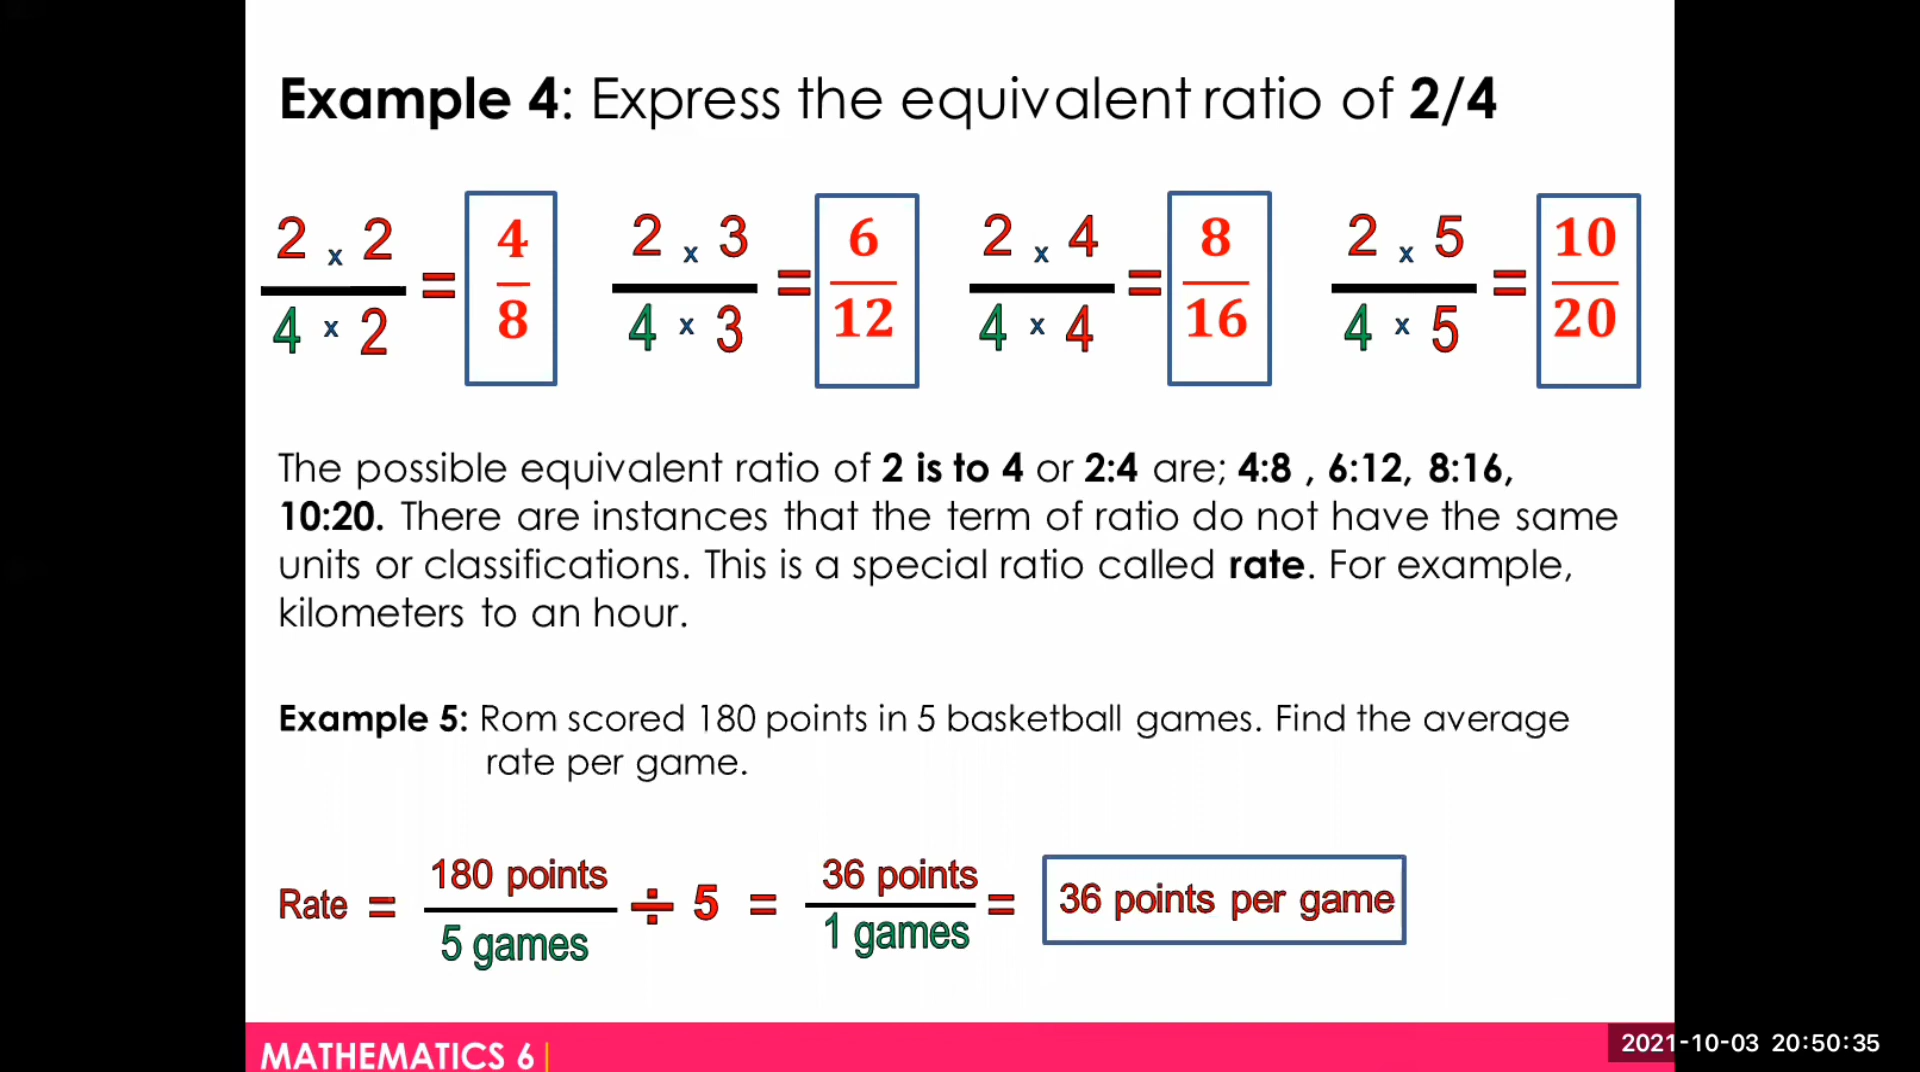 Example 4: Express the equivalent ratio of 2/4
2 x 2 = 4 2 x 3 = 6 2 x 4 = 8 2 x 5 = 10
4 x 2 8 4 x 3 12 4 x 4 16 4 x 5 20
The possible equivalent ratio of 2 is to 4 or 2:4 are; 4:8 , 6:12, 8:16,
10:20. There are instances that the term of ratio do not have the same
units or classifications. This is a special ratio called rate. For example,
kilometers to an hour.
Example 5: Rom scored 180 points in 5 basketball games. Find the average
rate per game.
180 points 36 points
Rate = ÷ 5 = = 36 points per game
5 games 1 games
MATHEMATICS 6|
2021-10-03 20:50:35